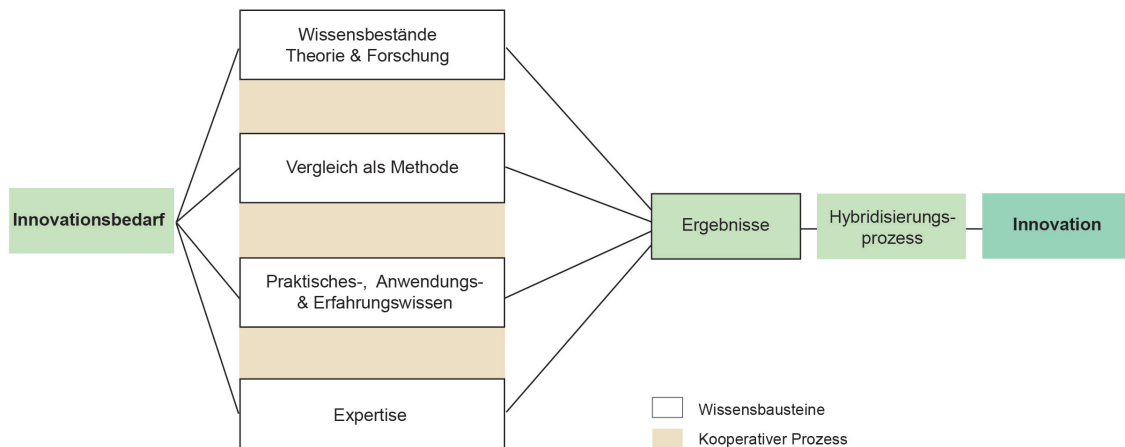 Wissensbestände
Theorie & Forschung
Vergleich als Methode
Innovationsbedarf
Praktisches-, Anwendungs-
& Erfahrungswissen
Expertise
Ergebnisse
Hybridisierungs-
prozess
Innovation
Wissensbausteine
Kooperativer Prozess